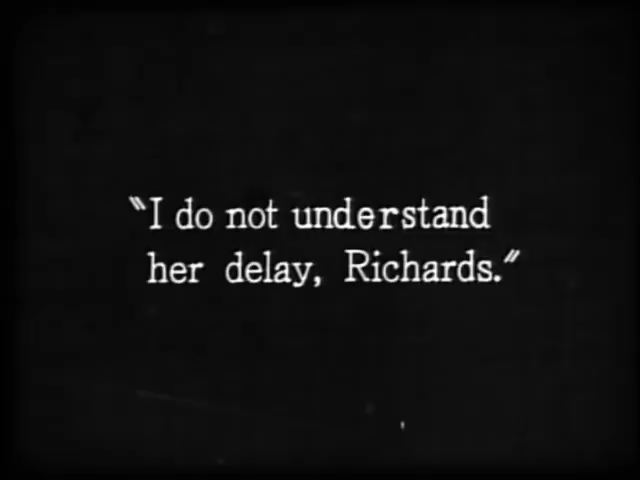 "I do not understand
her delay, Richards."